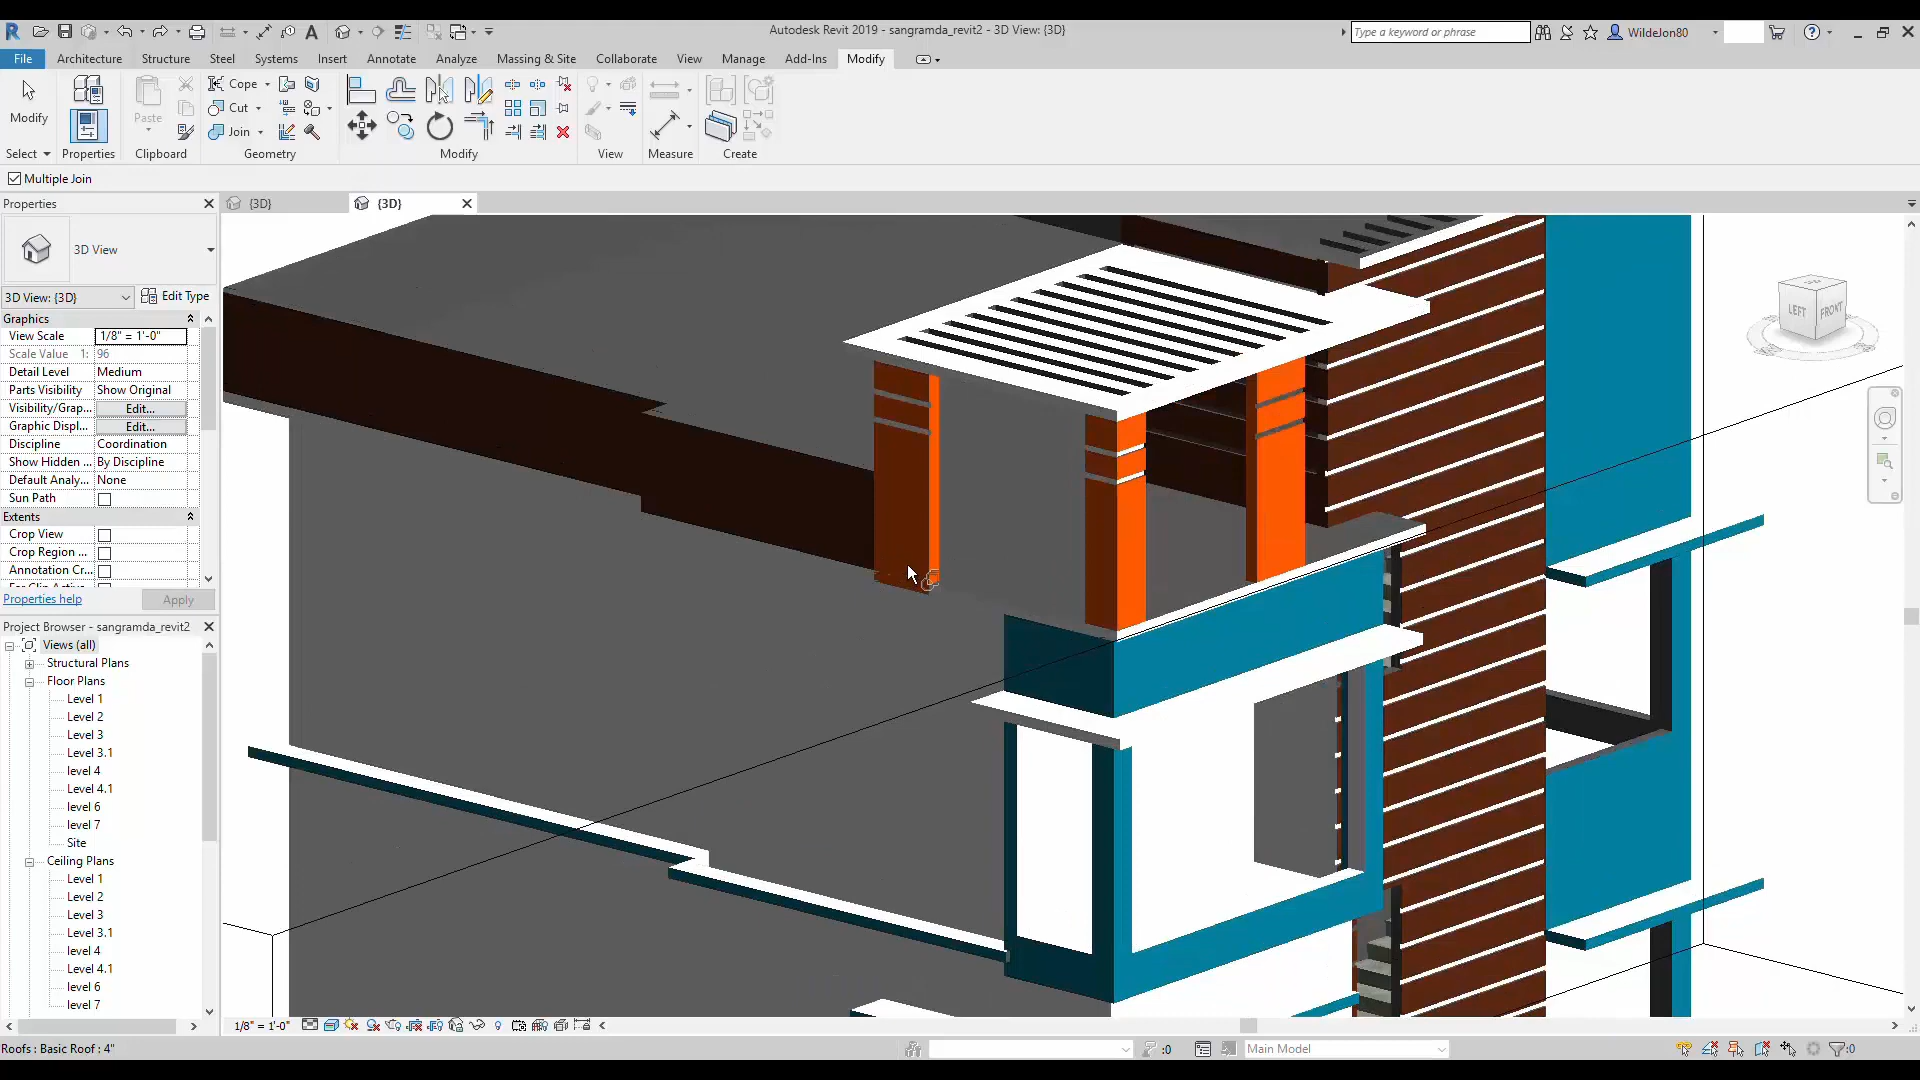 Autodesk Revit 2019 - sangramda_revit2 - 3D View: {3D}
Type a keyword or phrase
WildeJon80
File Architecture Structure Steel Systems Insert Annotate Analyze Massing & Site Collaborate View Manage Add-Ins Modify
Modify
Paste
Cope
Cut
Join
Select Properties Clipboard Geometry Modify View Measure Create
Multiple Join
Properties
{3D}
{3D}
3D View
3D View: {3D} Edit Type
Graphics
View Scale 1/8" = 1'-0"
Scale Value 1: 96
Detail Level Medium
Parts Visibility Show Original
Visibility/Grap... Edit...
Graphic Displ... Edit...
Discipline Coordination
Show Hidden ... By Discipline
Default Analy... None
Sun Path
Extents
Crop View
Crop Region ...
Annotation Cr...
Properties help Apply
Project Browser - sangramda_revit2
Views (all)
Structural Plans
Floor Plans
Level 1
Level 2
Level 3
Level 3.1
level 4
Level 4.1
level 6
level 7
Site
Ceiling Plans
Level 1
Level 2
Level 3
Level 3.1
level 4
Level 4.1
level 6
level 7
LEFT FRONT
1/8" = 1'-0"
Roofs : Basic Roof : 4"
:0
Main Model
:0